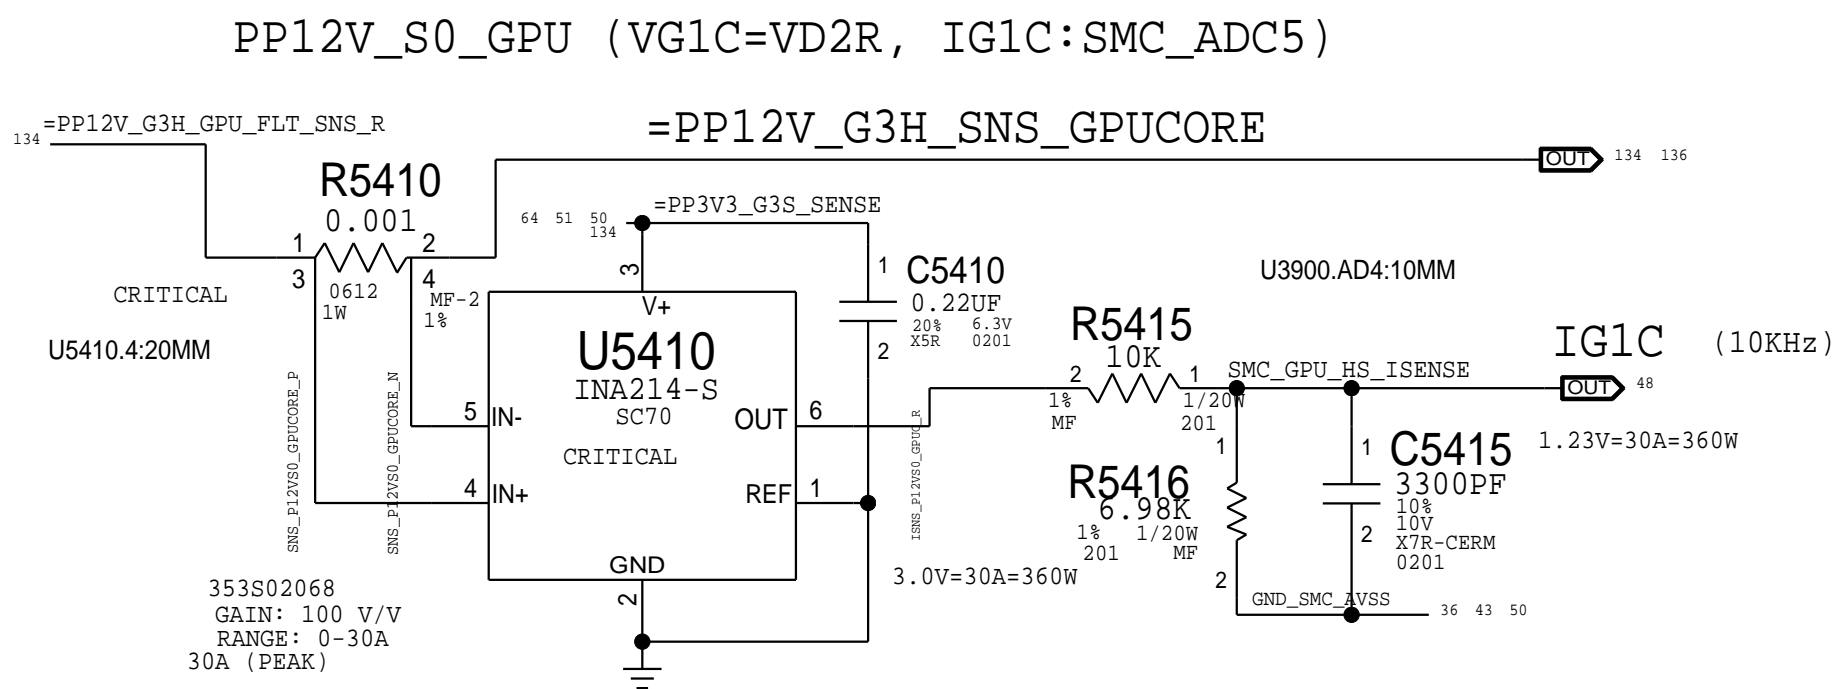 PP12V_S0_GPU (VG1C=VD2R, IG1C:SMC_ADC5)
134 =PP12V_G3H_GPU_FLT_SNS_R
=PP12V_G3H_SNS_GPUCORE
OUT 134 136
R5410
0.001
1 2
3 4
0612
1W
MF-2
1%
CRITICAL
U5410.4:20MM
64 51 50
134
=PP3V3_G3S_SENSE
3
V+
U5410
INA214-S
SC70
CRITICAL
5 IN-
4 IN+
OUT 6
REF 1
GND
2
SNS_P12VS0_GPUCORE_P
SNS_P12VS0_GPUCORE_N
353S02068
GAIN: 100 V/V
RANGE: 0-30A
30A (PEAK)
1
C5410
0.22UF
20% 6.3V
X5R 0201
2
ISNS_P12VS0_GPUC_R
3.0V=30A=360W
U3900.AD4:10MM
R5415
10K
2 1
1% 1/20W
MF 201
SMC_GPU_HS_ISENSE
IG1C (10KHz)
OUT 48
1.23V=30A=360W
1
R5416
6.98K
1% 1/20W
201 MF
2
1
C5415
3300PF
10%
10V
X7R-CERM
0201
2
GND_SMC_AVSS
36 43 50